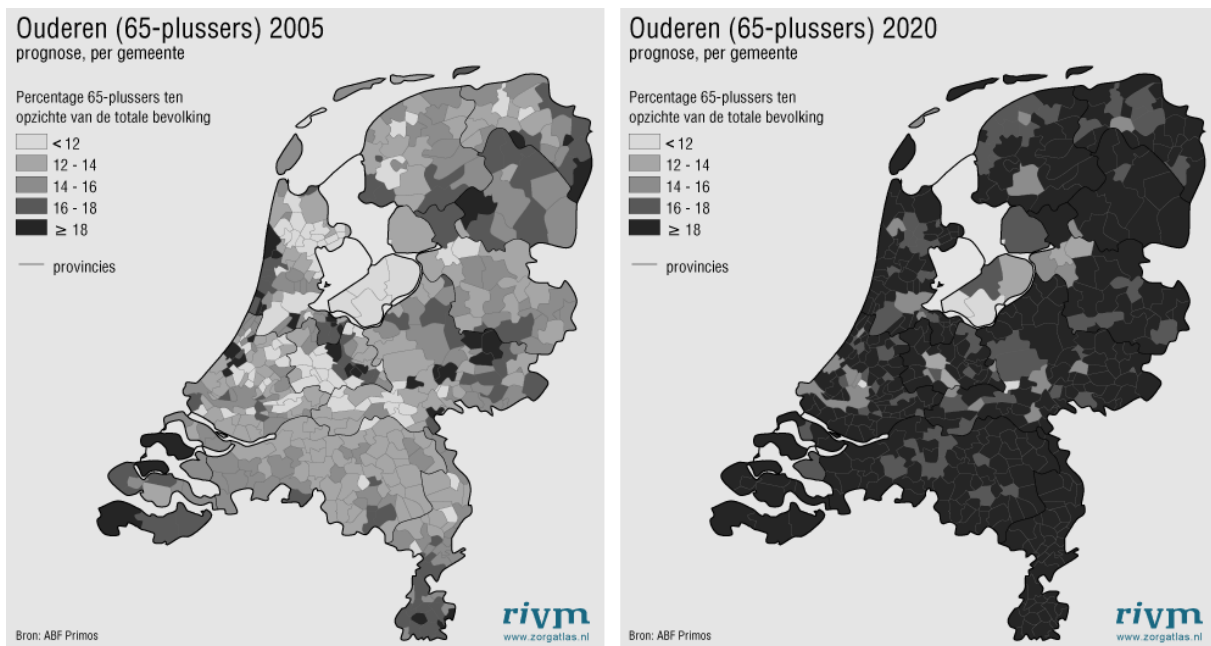 Ouderen (65-plussers) 2005
prognose, per gemeente
Percentage 65-plussers ten
opzichte van de totale bevolking
< 12
12 - 14
14 - 16
16 - 18
≥ 18
provincies
Bron: ABF Primos
rivm
www.zorgatlas.nl
Ouderen (65-plussers) 2020
prognose, per gemeente
Percentage 65-plussers ten
opzichte van de totale bevolking
< 12
12 - 14
14 - 16
16 - 18
≥ 18
provincies
Bron: ABF Primos
rivm
www.zorgatlas.nl